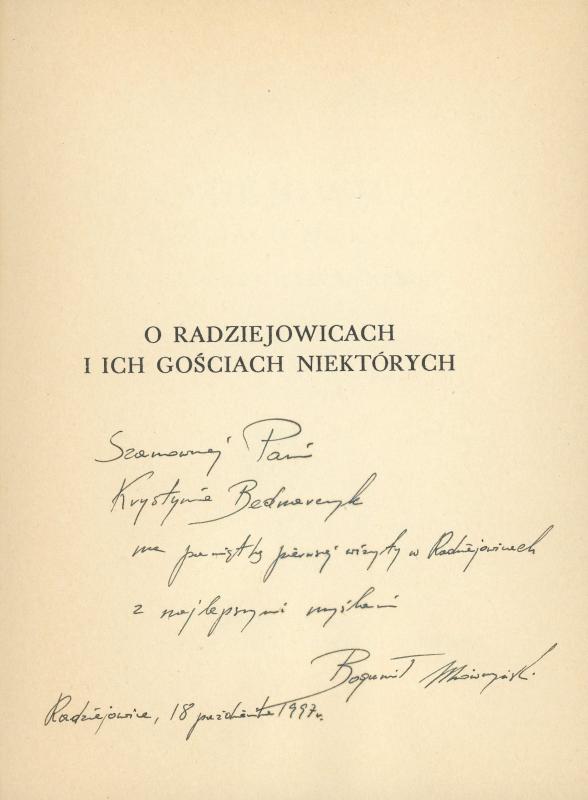 O RADZIEJOWICACH
I ICH GOŚCIACH NIEKTÓRYCH
Szanownej Pani
Krystynie Bednarczyk
na pamiątkę pierwszej wizyty w Radziejowicach
z najlepszymi myślami
Bogumił
Radziejowice, 18 października 1997 r.